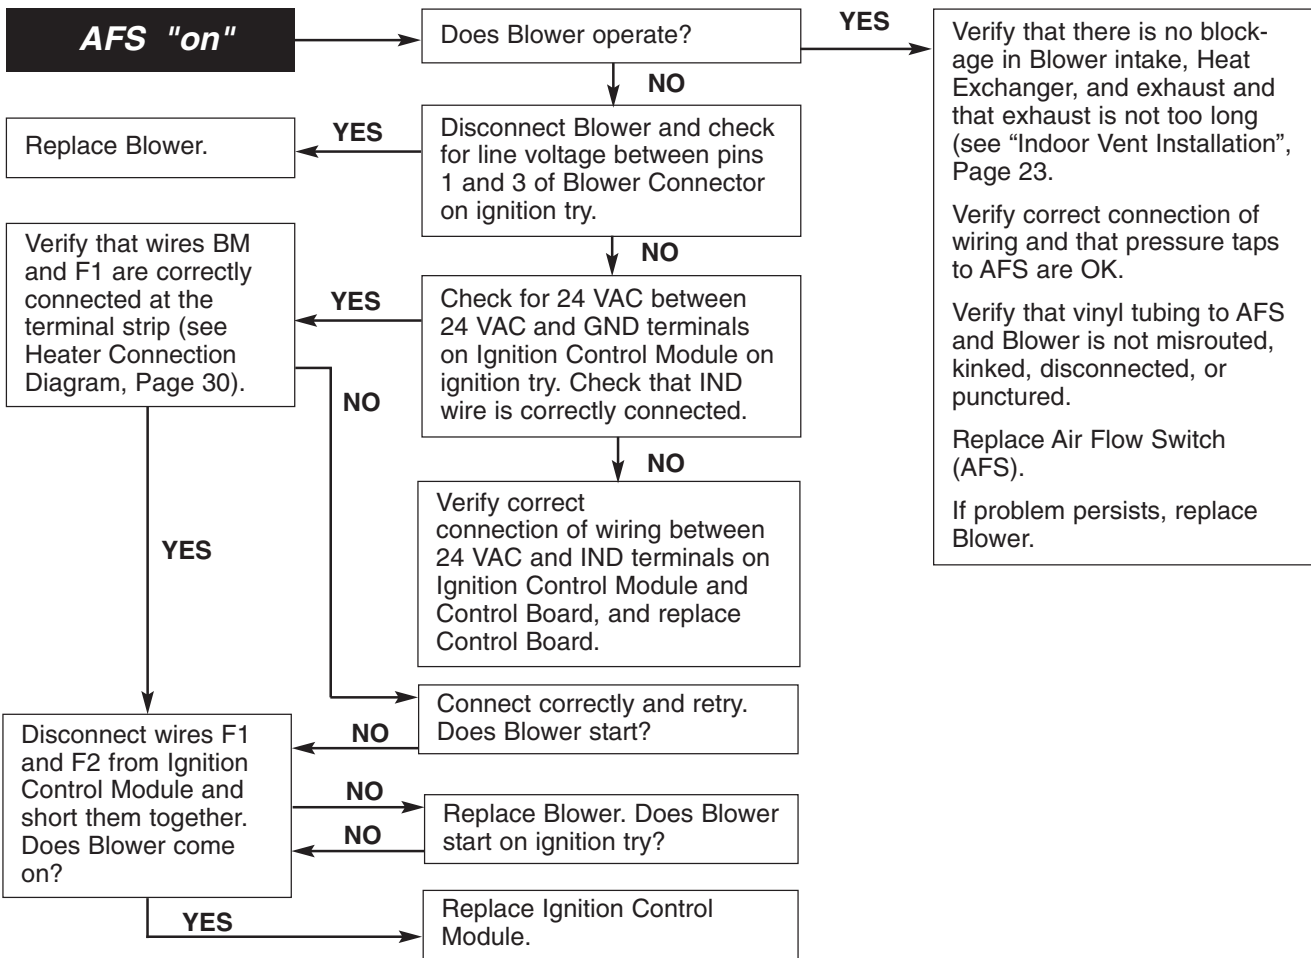 AFS "on"
Does Blower operate?
YES
NO
Verify that there is no block-
age in Blower intake, Heat
Exchanger, and exhaust and
that exhaust is not too long
(see “Indoor Vent Installation”,
Page 23.
Verify correct connection of
wiring and that pressure taps
to AFS are OK.
Verify that vinyl tubing to AFS
and Blower is not misrouted,
kinked, disconnected, or
punctured.
Replace Air Flow Switch
(AFS).
If problem persists, replace
Blower.
Disconnect Blower and check
for line voltage between pins
1 and 3 of Blower Connector
on ignition try.
YES
Replace Blower.
NO
Check for 24 VAC between
24 VAC and GND terminals
on Ignition Control Module on
ignition try. Check that IND
wire is correctly connected.
YES
Verify that wires BM
and F1 are correctly
connected at the
terminal strip (see
Heater Connection
Diagram, Page 30).
NO
NO
Verify correct
connection of wiring between
24 VAC and IND terminals on
Ignition Control Module and
Control Board, and replace
Control Board.
YES
Connect correctly and retry.
Does Blower start?
NO
Disconnect wires F1
and F2 from Ignition
Control Module and
short them together.
Does Blower come
on?
NO
Replace Blower. Does Blower
start on ignition try?
NO
YES
Replace Ignition Control
Module.